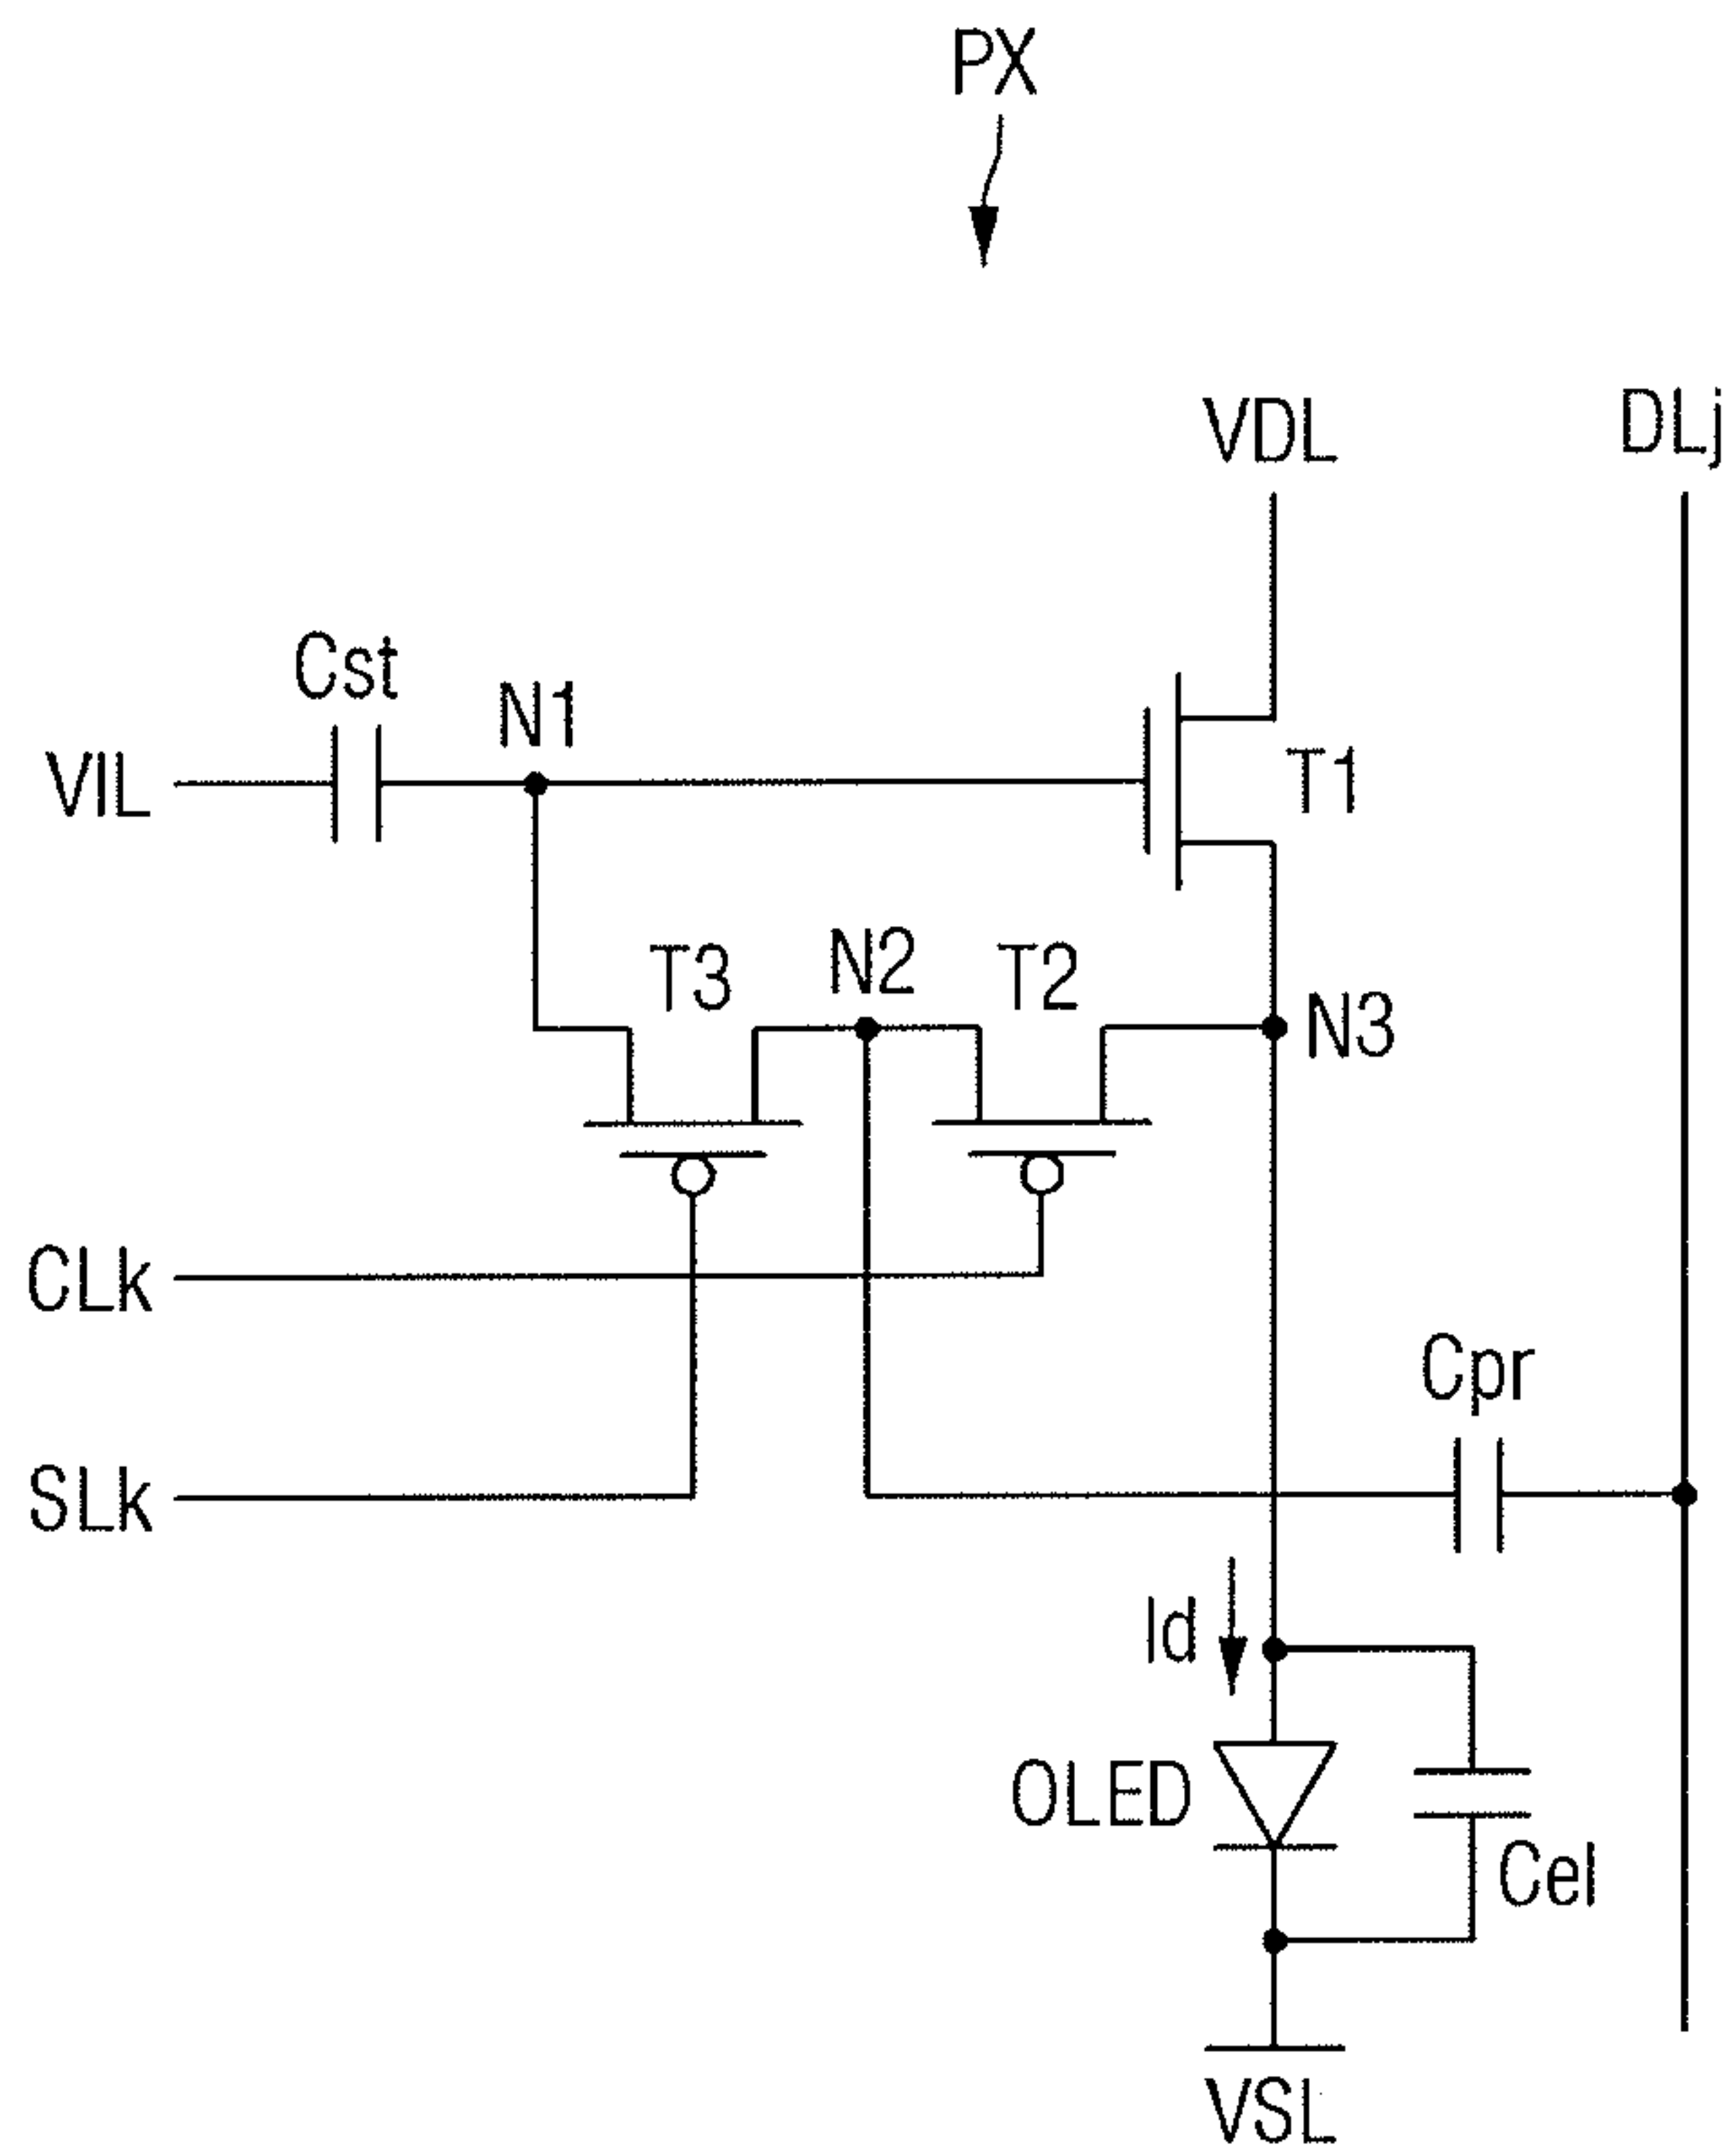 PX
VDL
DLj
Cst
N1
VIL
T1
T3
N2
T2
N3
CLk
Cpr
SLk
Id
OLED
Cel
VSL